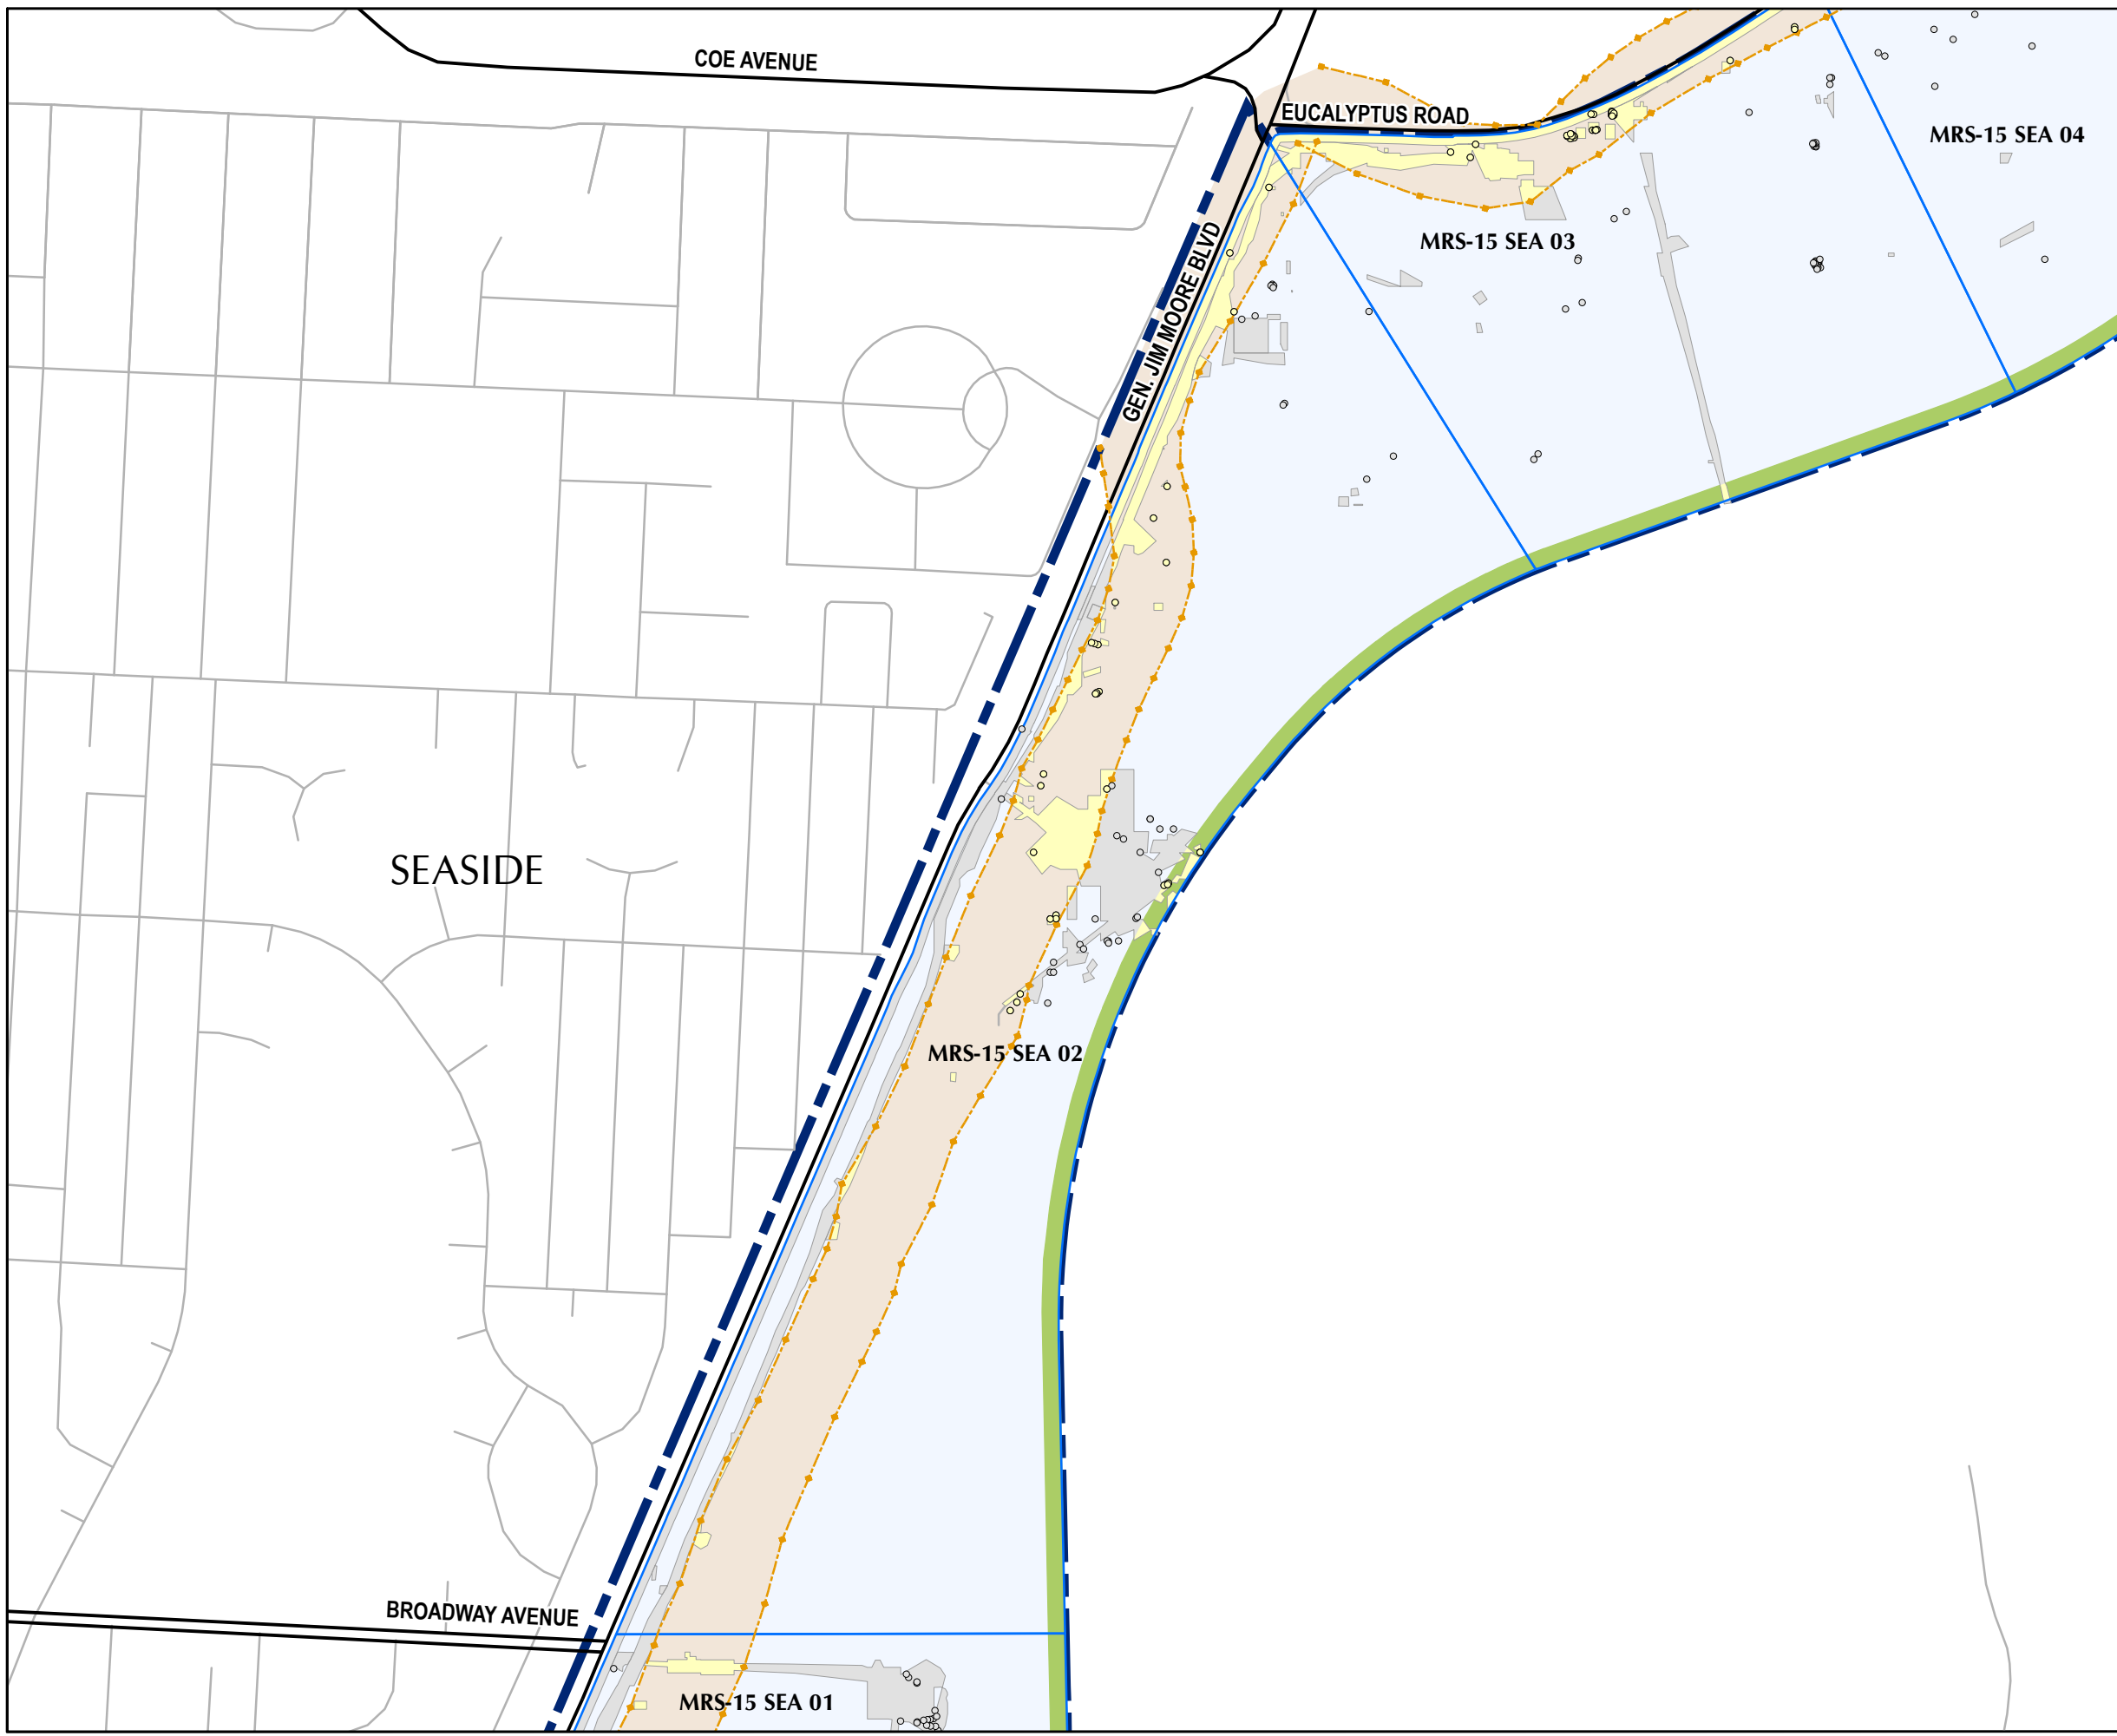 COE AVENUE
EUCALYPTUS ROAD
MRS-15 SEA 04
MRS-15 SEA 03
GEN. JIM MOORE BLVD
SEASIDE
MRS-15 SEA 02
BROADWAY AVENUE
MRS-15 SEA 01